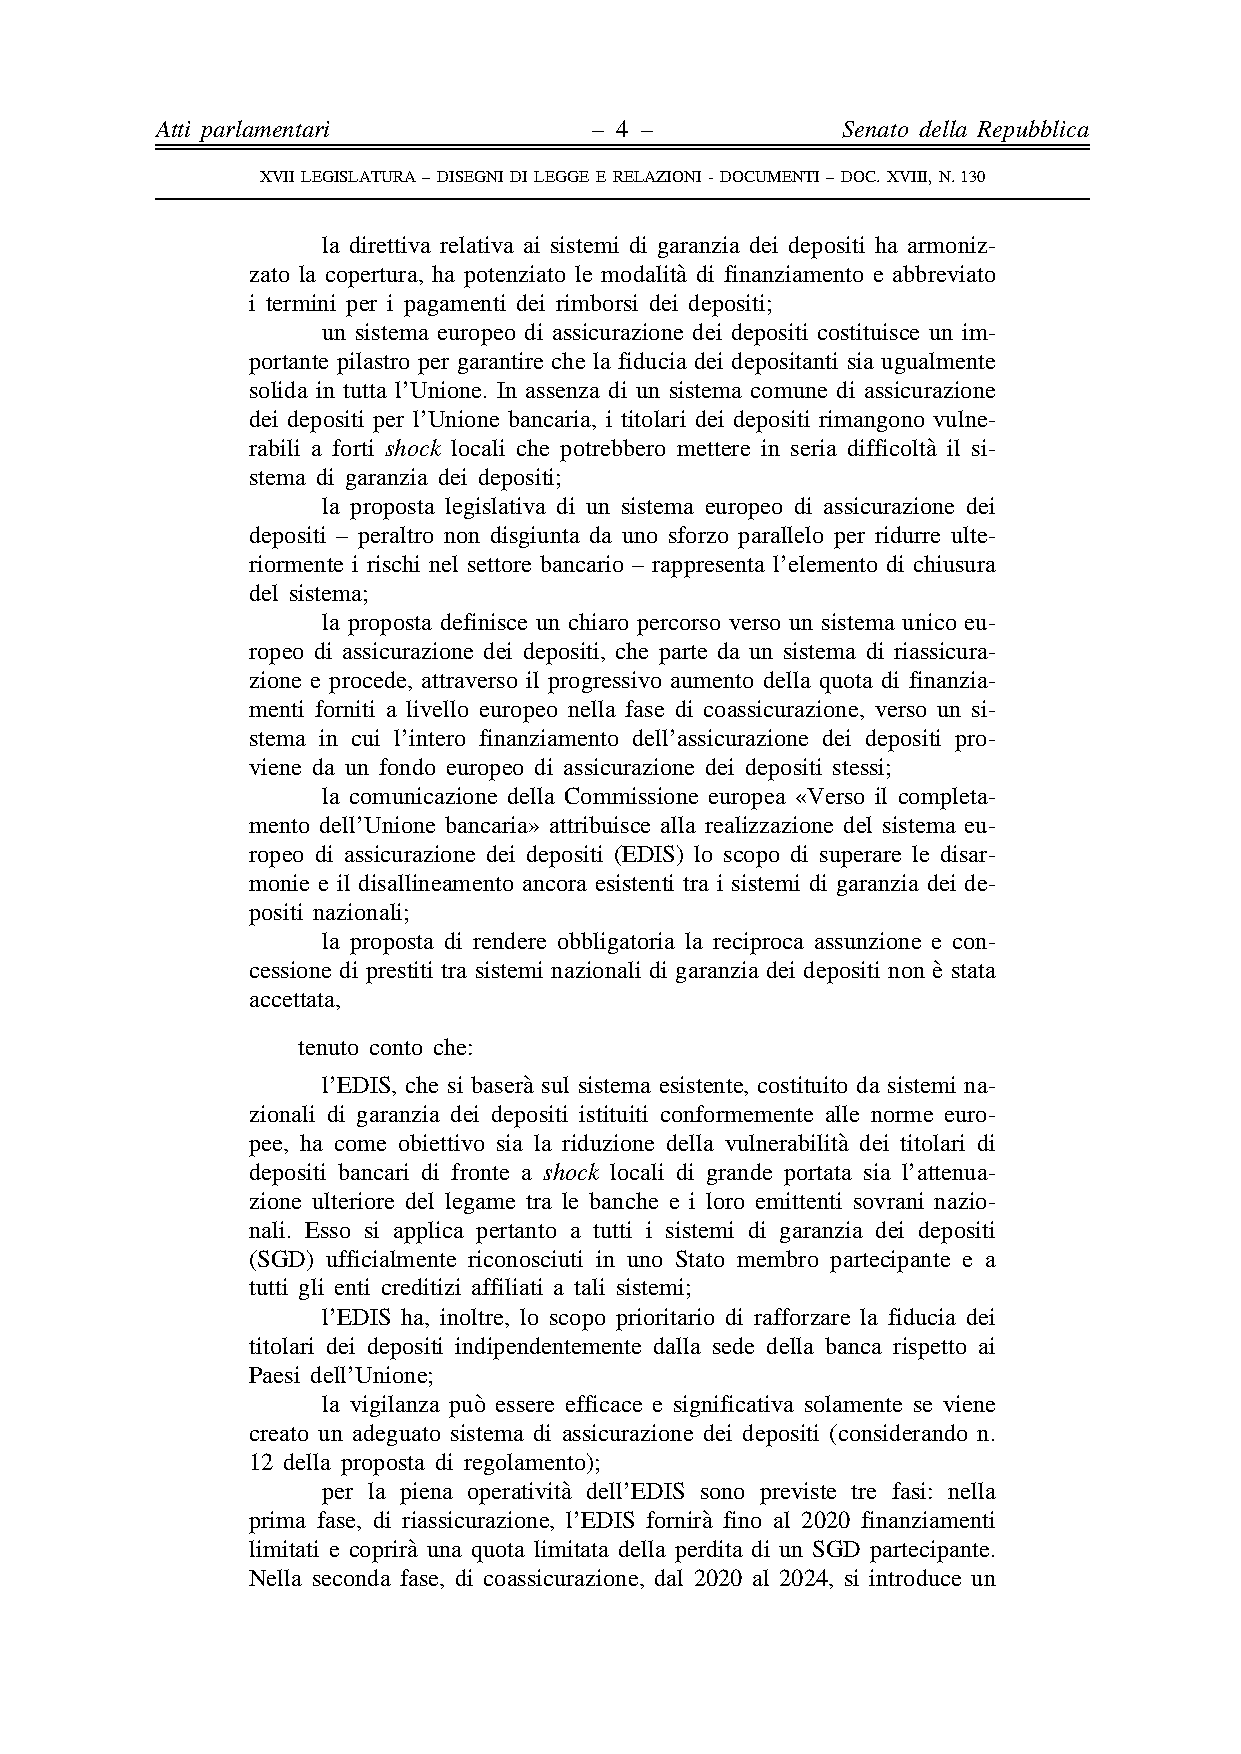 Atti parlamentari – 4 – Senato della Repubblica
XVII LEGISLATURA – DISEGNI DI LEGGE E RELAZIONI - DOCUMENTI – DOC. XVIII, N. 130
la direttiva relativa ai sistemi di garanzia dei depositi ha armoniz-
zato la copertura, ha potenziato le modalità di finanziamento e abbreviato
i termini per i pagamenti dei rimborsi dei depositi;
un sistema europeo di assicurazione dei depositi costituisce un im-
portante pilastro per garantire che la fiducia dei depositanti sia ugualmente
solida in tutta l’Unione. In assenza di un sistema comune di assicurazione
dei depositi per l’Unione bancaria, i titolari dei depositi rimangono vulne-
rabili a forti shock locali che potrebbero mettere in seria difficoltà il si-
stema di garanzia dei depositi;
la proposta legislativa di un sistema europeo di assicurazione dei
depositi – peraltro non disgiunta da uno sforzo parallelo per ridurre ulte-
riormente i rischi nel settore bancario – rappresenta l’elemento di chiusura
del sistema;
la proposta definisce un chiaro percorso verso un sistema unico eu-
ropeo di assicurazione dei depositi, che parte da un sistema di riassicura-
zione e procede, attraverso il progressivo aumento della quota di finanzia-
menti forniti a livello europeo nella fase di coassicurazione, verso un si-
stema in cui l’intero finanziamento dell’assicurazione dei depositi pro-
viene da un fondo europeo di assicurazione dei depositi stessi;
la comunicazione della Commissione europea «Verso il completa-
mento dell’Unione bancaria» attribuisce alla realizzazione del sistema eu-
ropeo di assicurazione dei depositi (EDIS) lo scopo di superare le disar-
monie e il disallineamento ancora esistenti tra i sistemi di garanzia dei de-
positi nazionali;
la proposta di rendere obbligatoria la reciproca assunzione e con-
cessione di prestiti tra sistemi nazionali di garanzia dei depositi non è stata
accettata,
tenuto conto che:
l’EDIS, che si baserà sul sistema esistente, costituito da sistemi na-
zionali di garanzia dei depositi istituiti conformemente alle norme euro-
pee, ha come obiettivo sia la riduzione della vulnerabilità dei titolari di
depositi bancari di fronte a shock locali di grande portata sia l’attenua-
zione ulteriore del legame tra le banche e i loro emittenti sovrani nazio-
nali. Esso si applica pertanto a tutti i sistemi di garanzia dei depositi
(SGD) ufficialmente riconosciuti in uno Stato membro partecipante e a
tutti gli enti creditizi affiliati a tali sistemi;
l’EDIS ha, inoltre, lo scopo prioritario di rafforzare la fiducia dei
titolari dei depositi indipendentemente dalla sede della banca rispetto ai
Paesi dell’Unione;
la vigilanza può essere efficace e significativa solamente se viene
creato un adeguato sistema di assicurazione dei depositi (considerando n.
12 della proposta di regolamento);
per la piena operatività dell’EDIS sono previste tre fasi: nella
prima fase, di riassicurazione, l’EDIS fornirà fino al 2020 finanziamenti
limitati e coprirà una quota limitata della perdita di un SGD partecipante.
Nella seconda fase, di coassicurazione, dal 2020 al 2024, si introduce un